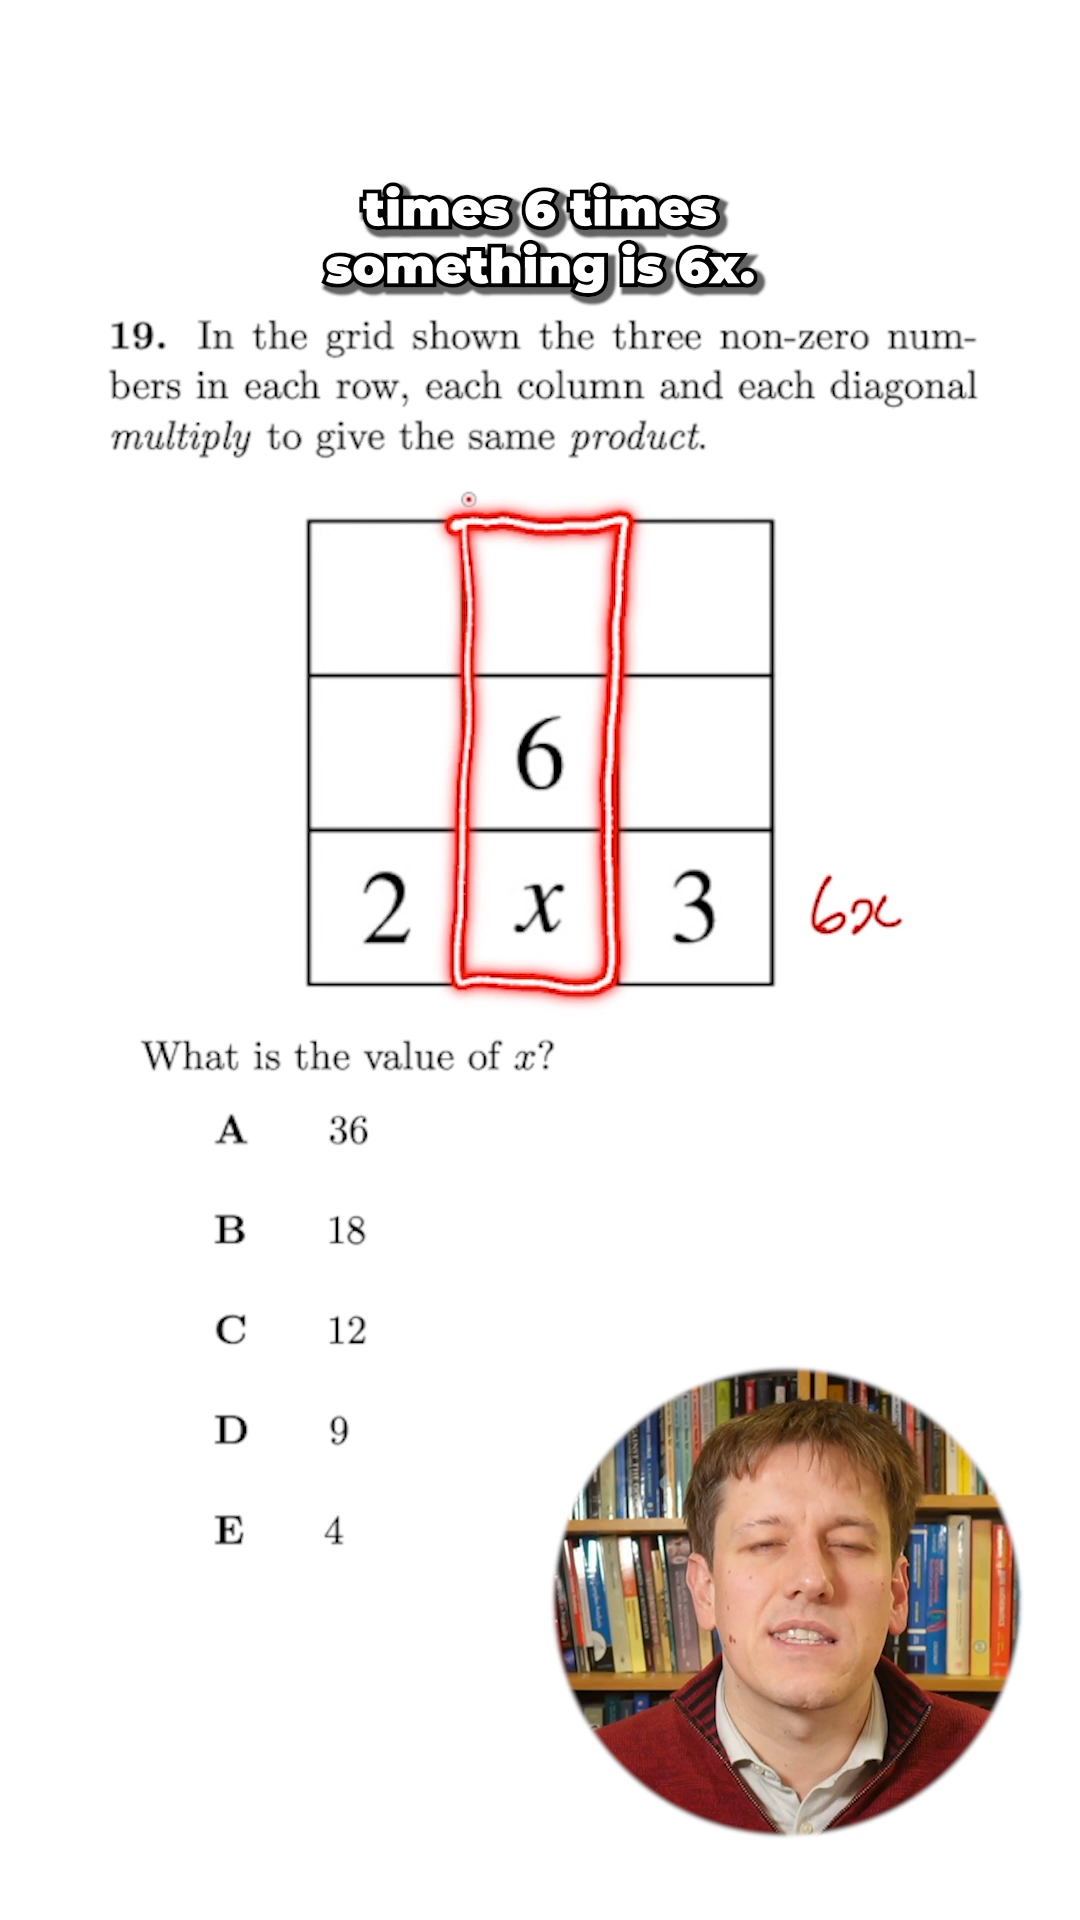 times 6 times
something is 6x.
19. In the grid shown the three non-zero num-
bers in each row, each column and each diagonal
multiply to give the same product.
6
2 x 3 6x
What is the value of x?
A 36
B 18
C 12
D 9
E 4